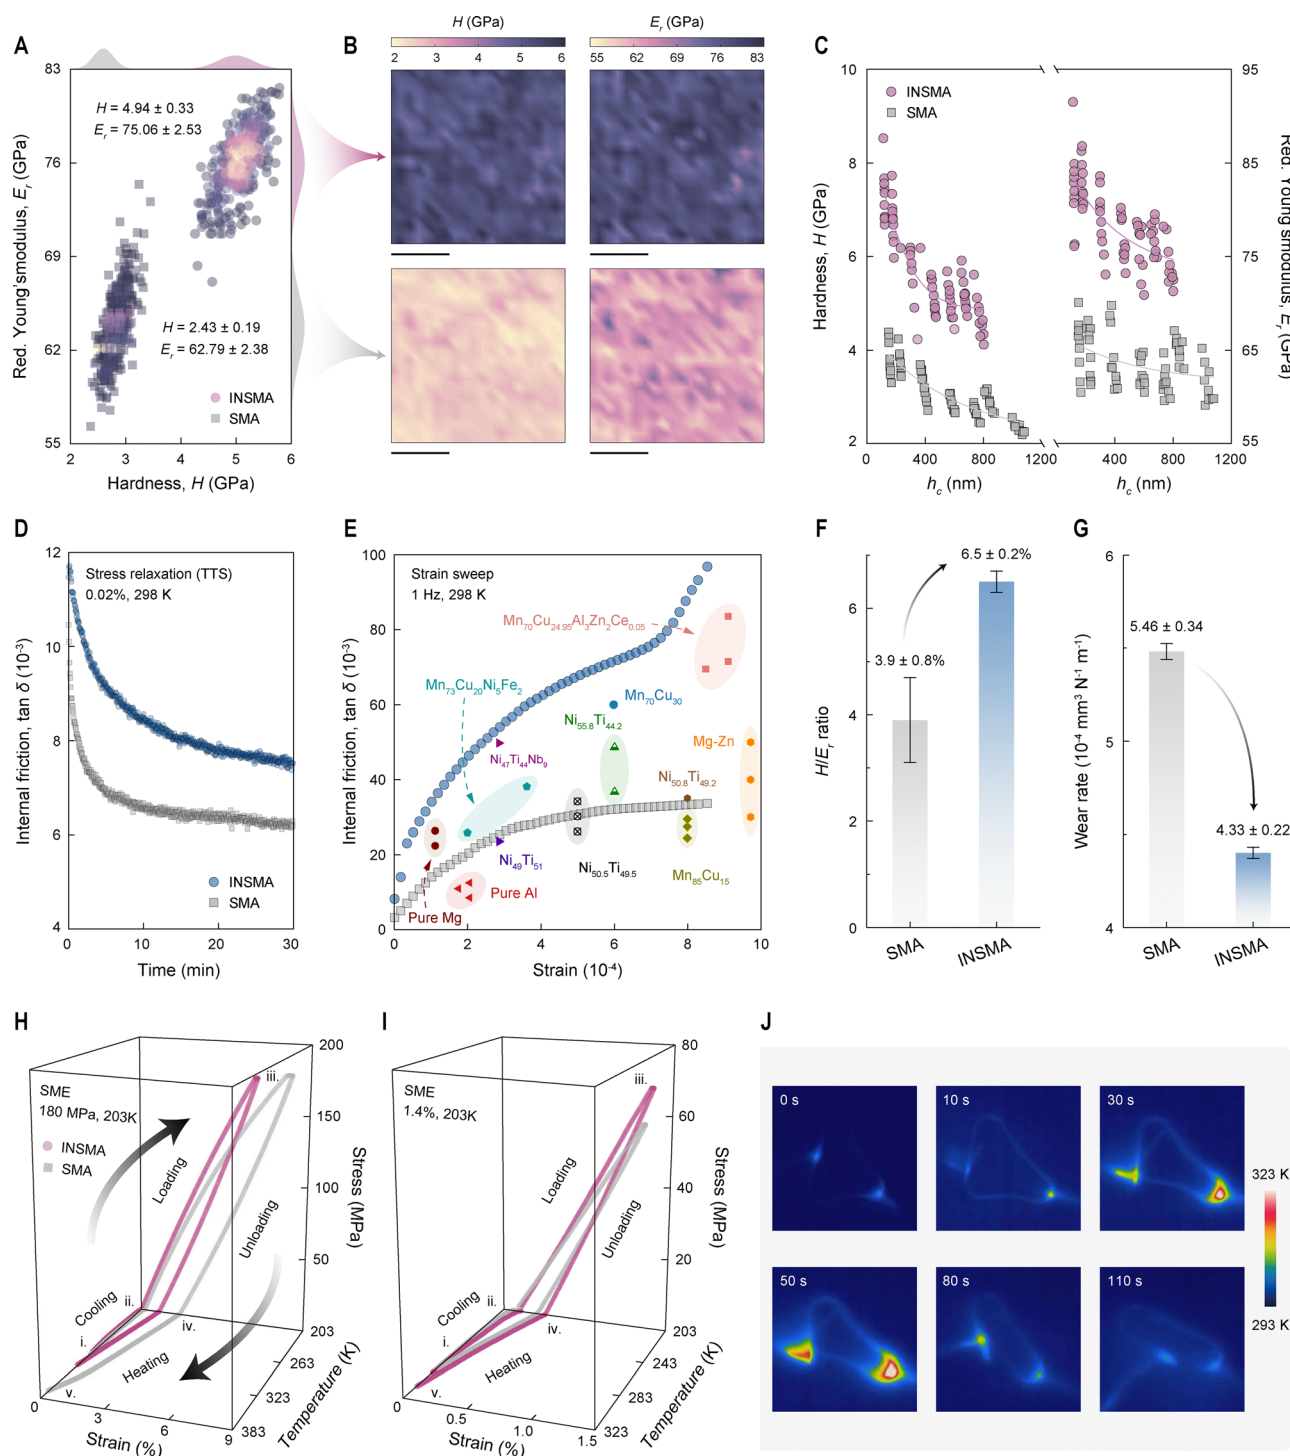 A
83
76
69
62
55
Red. Young'smodulus, Eᵣ (GPa)
H = 4.94 ± 0.33
Eᵣ = 75.06 ± 2.53
H = 2.43 ± 0.19
Eᵣ = 62.79 ± 2.38
INSMA
SMA
2 3 4 5 6
Hardness, H (GPa)
B
H (GPa)
2 3 4 5 6
Eᵣ (GPa)
55 62 69 76 83
C
10
8
6
4
2
Hardness, H (GPa)
INSMA
SMA
95
85
75
65
55
Red. Young smodulus, Eᵣ (GPa)
0 400 800 1200
400 800 1200
h_c (nm)
h_c (nm)
D
12
10
8
6
4
Internal friction, tan δ (10⁻³)
Stress relaxation (TTS)
0.02%, 298 K
INSMA
SMA
0 10 20 30
Time (min)
E
100
80
60
40
20
0
Internal friction, tan δ (10⁻³)
Strain sweep
1 Hz, 298 K
Mn₇₀Cu₂₄.₉₅Al₃Zn₂Ce₀.₀₅
Mn₇₃Cu₂₀Ni₅Fe₂
Mn₇₀Cu₃₀
Ni₅₅.₈Ti₄₄.₂
Mg-Zn
Ni₄₇Ti₄₄Nb₉
Ni₅₀.₈Ti₄₉.₂
Ni₄₉Ti₅₁
Ni₅₀.₅Ti₄₉.₅
Mn₈₅Cu₁₅
Pure Al
Pure Mg
0 2 4 6 8 10
Strain (10⁻⁴)
F
8
6
4
2
0
H/Eᵣ ratio
6.5 ± 0.2%
3.9 ± 0.8%
SMA
INSMA
G
6
5
4
Wear rate (10⁻⁴ mm³ N⁻¹ m⁻¹)
5.46 ± 0.34
4.33 ± 0.22
SMA
INSMA
H
SME
180 MPa, 203K
INSMA
SMA
Loading
Unloading
Cooling
Heating
i.
ii.
iii.
iv.
v.
200
150
100
50
Stress (MPa)
203
263
323
383
Temperature (K)
0 3 6 9
Strain (%)
I
SME
1.4%, 203K
Loading
Unloading
Cooling
Heating
i.
ii.
iii.
iv.
v.
80
60
40
20
Stress (MPa)
203
243
283
323
Temperature (K)
0 0.5 1.0 1.5
Strain (%)
J
0 s
10 s
30 s
50 s
80 s
110 s
323 K
293 K